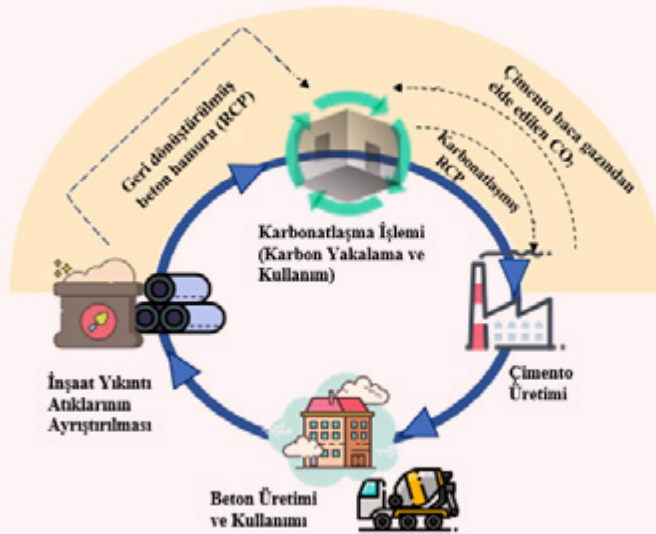 Geri dönüştürülmüş
beton hamuru (RCP)
Çimento baca gazından
elde edilen CO₂
Karbonatlaşmış
RCP
Karbonatlaşma İşlemi
(Karbon Yakalama ve
Kullanım)
İnşaat Yıkıntı
Atıklarının
Ayrıştırılması
Çimento
Üretimi
Beton Üretimi
ve Kullanımı